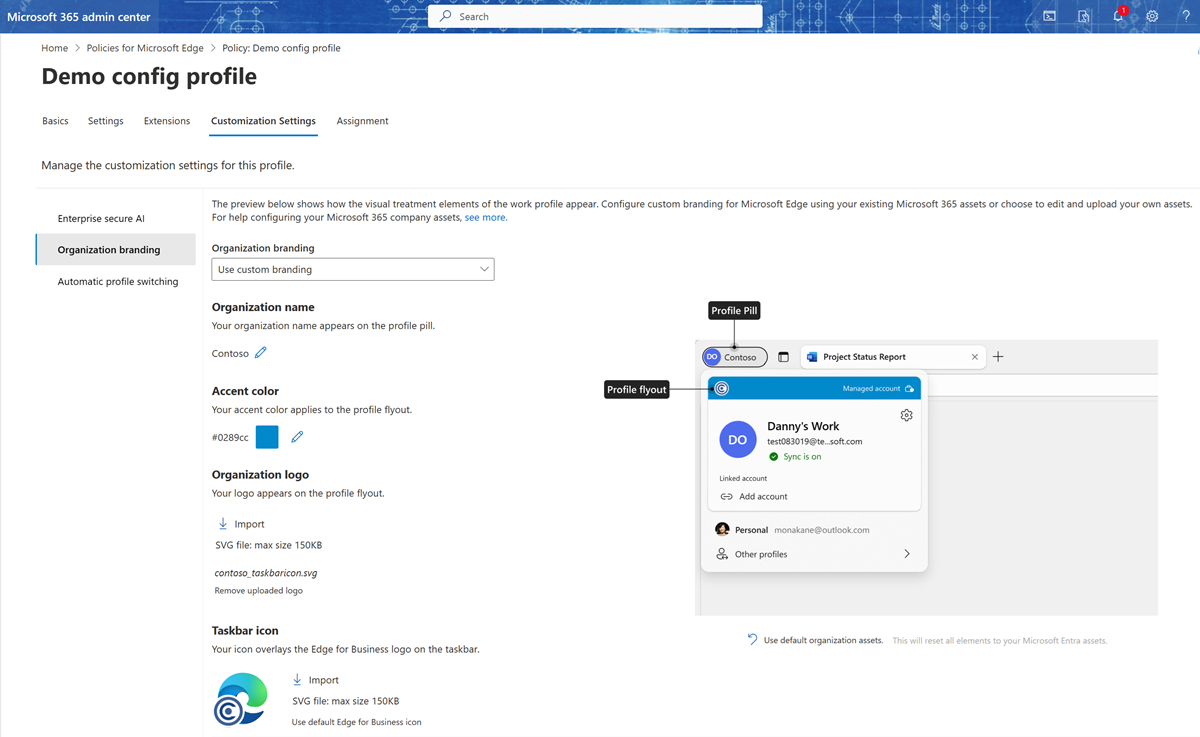 Microsoft 365 admin center
Search
1
?
Home > Policies for Microsoft Edge > Policy: Demo config profile
Demo config profile
Basics
Settings
Extensions
Customization Settings
Assignment
Manage the customization settings for this profile.
Enterprise secure AI
Organization branding
Automatic profile switching
The preview below shows how the visual treatment elements of the work profile appear. Configure custom branding for Microsoft Edge using your existing Microsoft 365 assets or choose to edit and upload your own assets.
For help configuring your Microsoft 365 company assets, see more.
Organization branding
Use custom branding
Organization name
Your organization name appears on the profile pill.
Contoso
Accent color
Your accent color applies to the profile flyout.
#0289cc
Organization logo
Your logo appears on the profile flyout.
Import
SVG file: max size 150KB
contoso_taskbaricon.svg
Remove uploaded logo
Taskbar icon
Your icon overlays the Edge for Business logo on the taskbar.
Import
SVG file: max size 150KB
Use default Edge for Business icon
Profile Pill
DO Contoso
Project Status Report
Profile flyout
Managed account
DO
Danny's Work
test083019@te...soft.com
Sync is on
Linked account
Add account
Personal monakane@outlook.com
Other profiles
Use default organization assets. This will reset all elements to your Microsoft Entra assets.